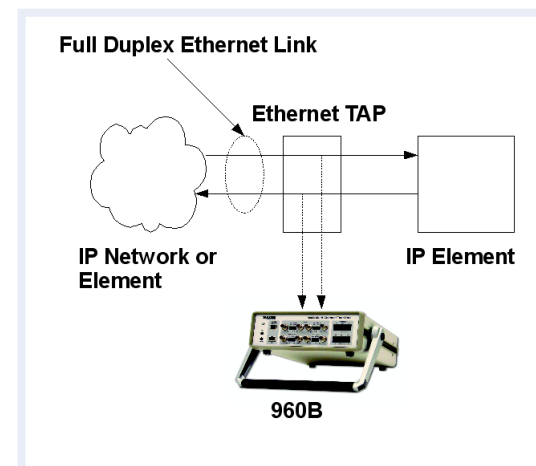 Full Duplex Ethernet Link
Ethernet TAP
IP Network or
Element
IP Element
960B